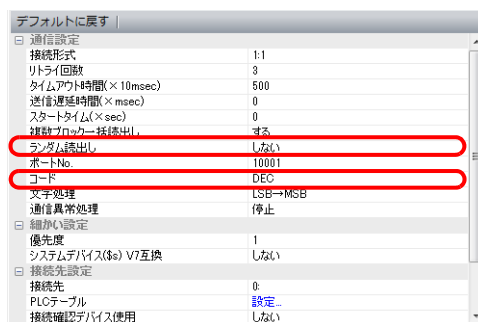 デフォルトに戻す
通信設定
接続形式 1:1
リトライ回数 3
タイムアウト時間(×10msec) 500
送信遅延時間(×msec) 0
スタートタイム(×sec) 0
複数ブロック一括読出し する
ランダム読出し しない
ポートNo. 10001
コード DEC
文字処理 LSB→MSB
通信異常処理 停止
細かい設定
優先度 1
システムデバイス($s) V7互換 しない
接続先設定
接続先 0:
PLCテーブル 設定...
接続確認デバイス使用 しない